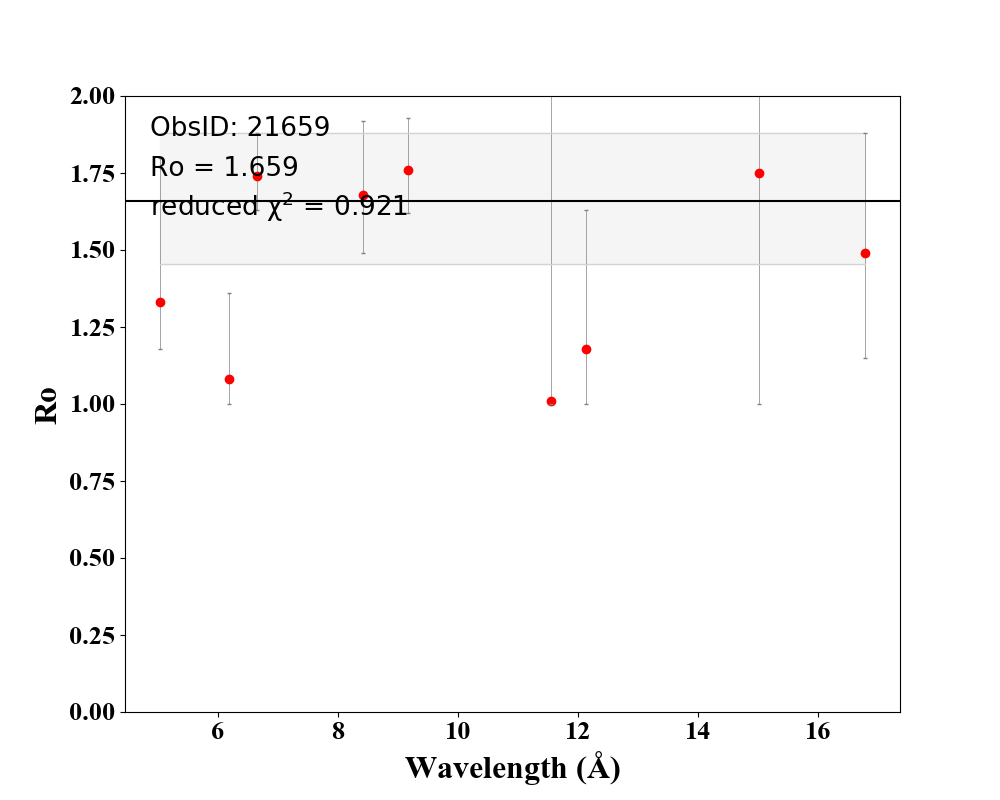 ObsID: 21659
Ro = 1.659
reduced χ² = 0.921
2.00
1.75
1.50
1.25
1.00
0.75
0.50
0.25
0.00
Ro
6 8 10 12 14 16
Wavelength (Å)